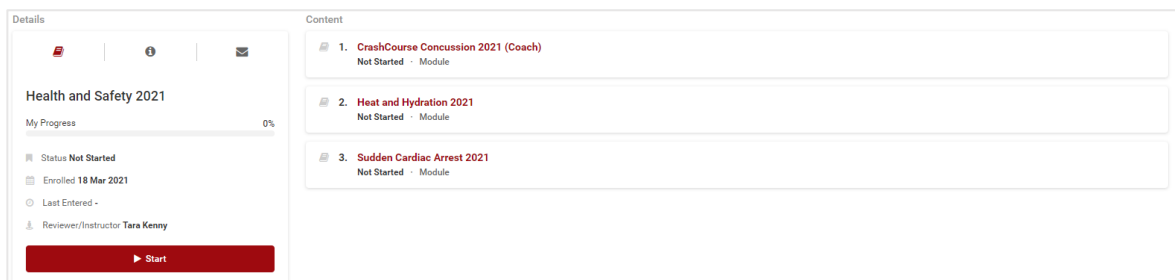 Details
Health and Safety 2021
My Progress 0%
Status Not Started
Enrolled 18 Mar 2021
Last Entered -
Reviewer/Instructor Tara Kenny
Start
Content
1. CrashCourse Concussion 2021 (Coach)
Not Started · Module
2. Heat and Hydration 2021
Not Started · Module
3. Sudden Cardiac Arrest 2021
Not Started · Module